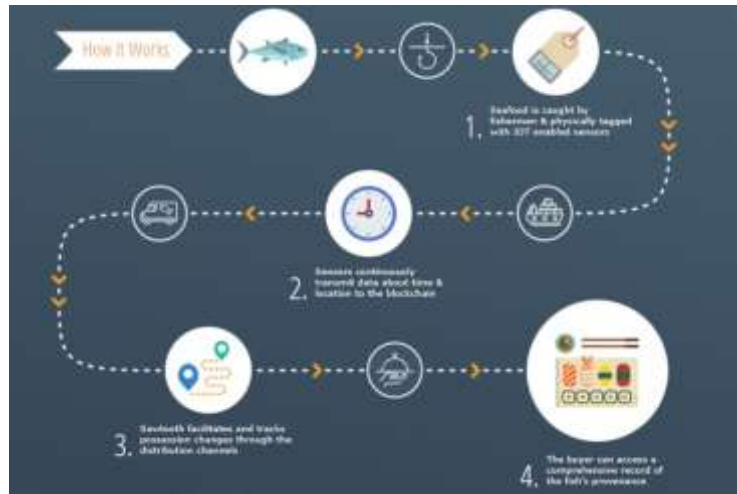 How it Works
1.
Seafood is caught by
fisherman & physically tagged
with IOT enabled sensors
2.
Sensors continuously
transmit data about time &
location to the blockchain
3.
Sawtooth facilitates and tracks
possession changes through the
distribution channels
4.
The buyer can access a
comprehensive record of
the fish's provenance